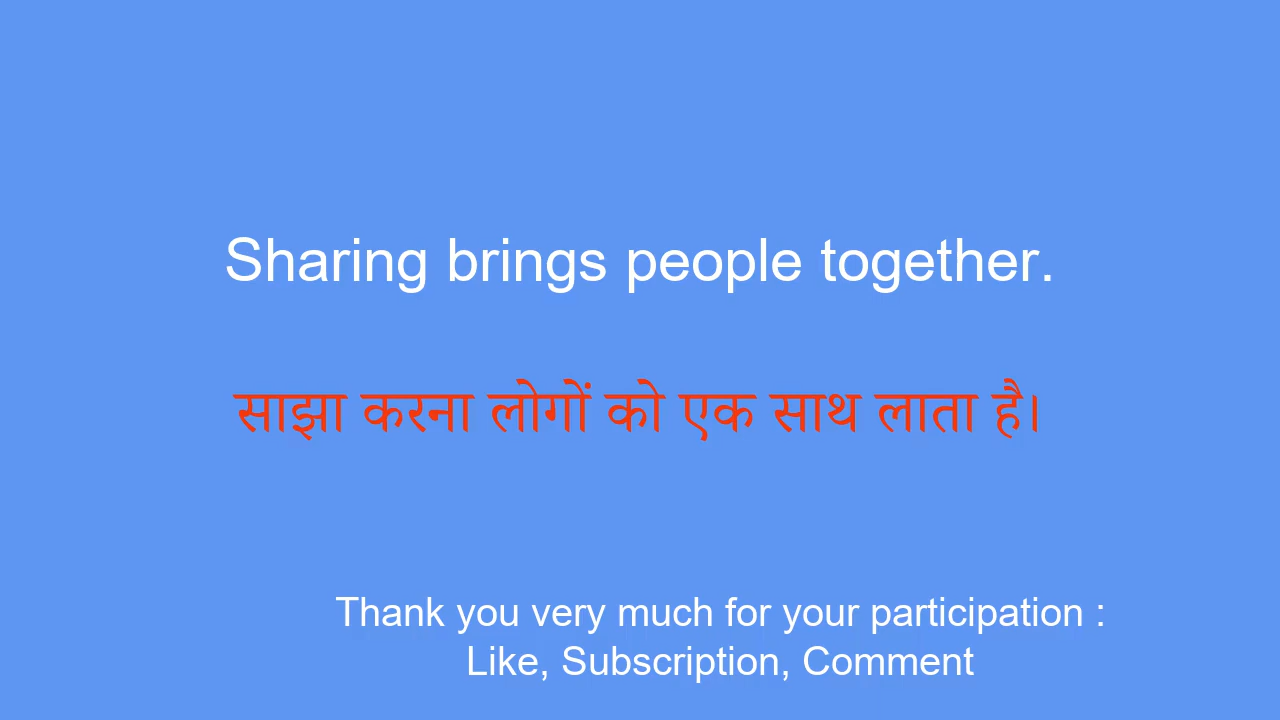 Sharing brings people together.
साझा करना लोगों को एक साथ लाता है।
Thank you very much for your participation :
Like, Subscription, Comment